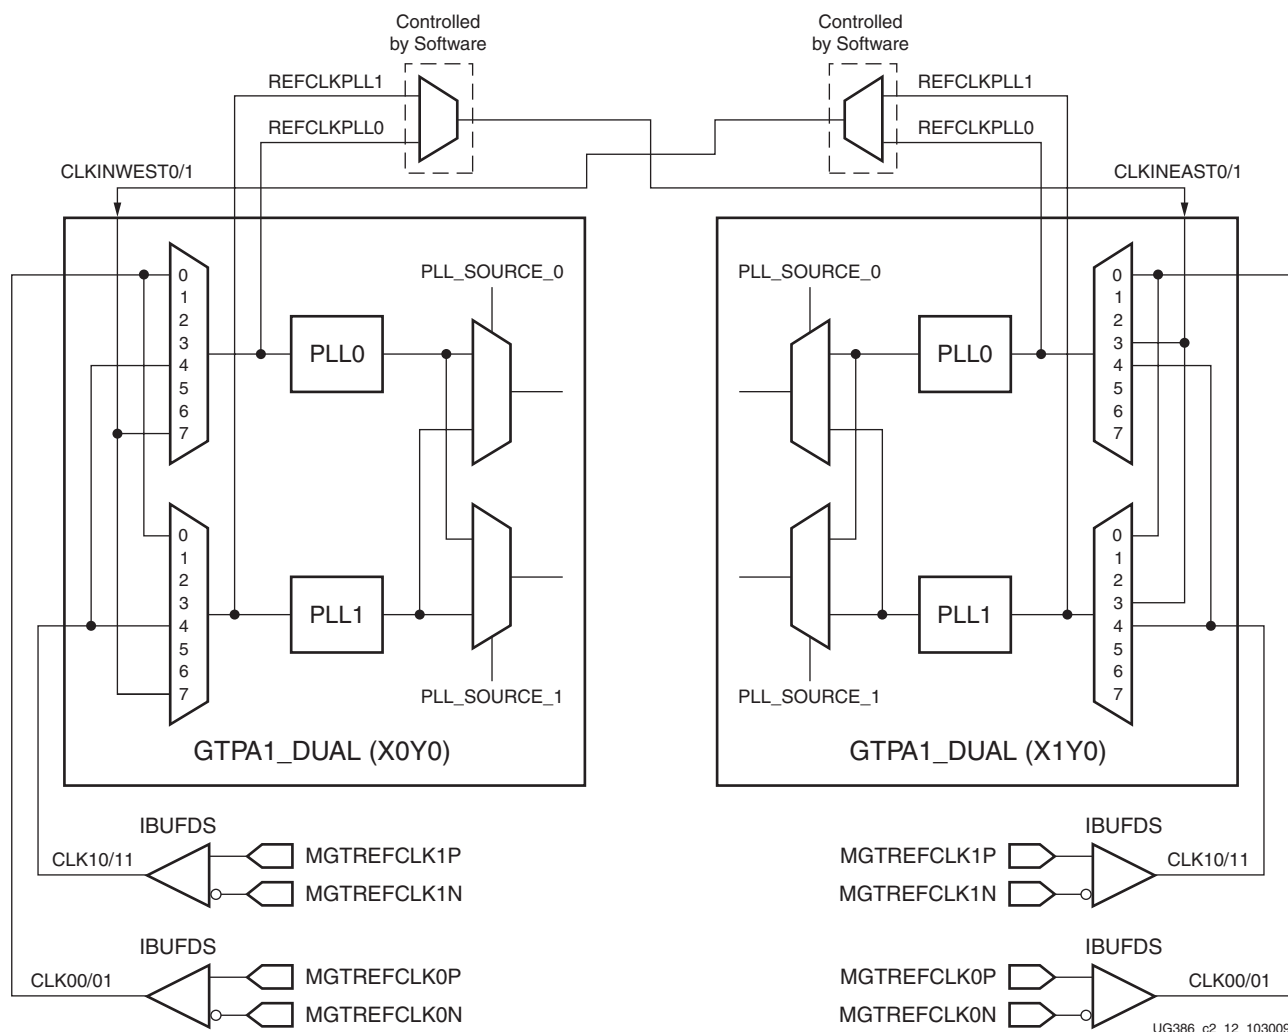 Controlled
by Software
Controlled
by Software
REFCLKPLL1
REFCLKPLL1
REFCLKPLL0
REFCLKPLL0
CLKINWEST0/1
CLKINEAST0/1
0
1
2
3
4
5
6
7
PLL_SOURCE_0
PLL0
0
1
2
3
4
5
6
7
PLL1
PLL_SOURCE_1
GTPA1_DUAL (X0Y0)
PLL_SOURCE_0
PLL0
0
1
2
3
4
5
6
7
PLL1
0
1
2
3
4
5
6
7
PLL_SOURCE_1
GTPA1_DUAL (X1Y0)
IBUFDS
CLK10/11
MGTREFCLK1P
MGTREFCLK1N
IBUFDS
CLK00/01
MGTREFCLK0P
MGTREFCLK0N
IBUFDS
MGTREFCLK1P
CLK10/11
MGTREFCLK1N
IBUFDS
MGTREFCLK0P
CLK00/01
MGTREFCLK0N
UG386_c2_12_103009